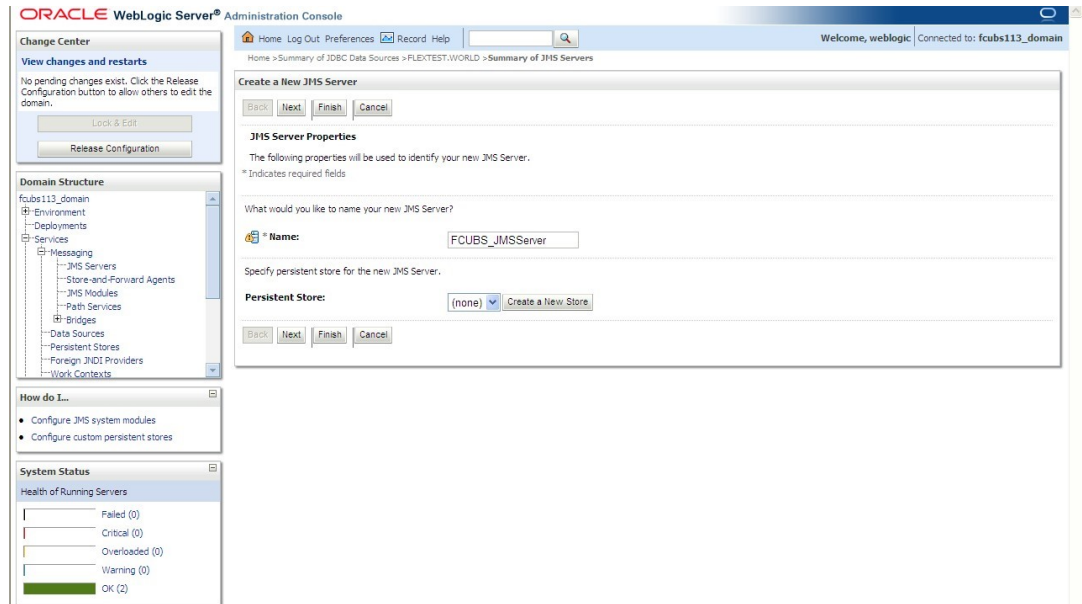 ORACLE WebLogic Server® Administration Console
Change Center
View changes and restarts
No pending changes exist. Click the Release
Configuration button to allow others to edit the
domain.
Lock & Edit
Release Configuration
Domain Structure
fcubs113_domain
Environment
Deployments
Services
Messaging
JMS Servers
Store-and-Forward Agents
JMS Modules
Path Services
Bridges
Data Sources
Persistent Stores
Foreign JNDI Providers
Work Contexts
How do I...
Configure JMS system modules
Configure custom persistent stores
System Status
Health of Running Servers
Failed (0)
Critical (0)
Overloaded (0)
Warning (0)
OK (2)
Home Log Out Preferences Record Help
Welcome, weblogic Connected to: fcubs113_domain
Home >Summary of JDBC Data Sources >FLEXTEST.WORLD >Summary of JMS Servers
Create a New JMS Server
Back Next Finish Cancel
JMS Server Properties
The following properties will be used to identify your new JMS Server.
* Indicates required fields
What would you like to name your new JMS Server?
* Name: FCUBS_JMSServer
Specify persistent store for the new JMS Server.
Persistent Store: (none) Create a New Store
Back Next Finish Cancel